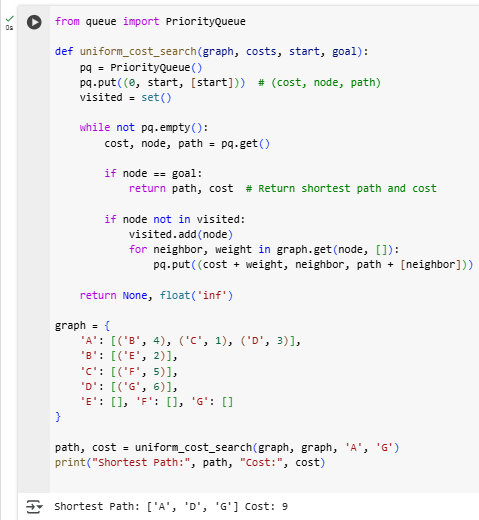 0s
from queue import PriorityQueue

def uniform_cost_search(graph, costs, start, goal):
    pq = PriorityQueue()
    pq.put((0, start, [start]))  # (cost, node, path)
    visited = set()

    while not pq.empty():
        cost, node, path = pq.get()

        if node == goal:
            return path, cost  # Return shortest path and cost

        if node not in visited:
            visited.add(node)
            for neighbor, weight in graph.get(node, []):
                pq.put((cost + weight, neighbor, path + [neighbor]))

    return None, float('inf')

graph = {
    'A': [('B', 4), ('C', 1), ('D', 3)],
    'B': [('E', 2)],
    'C': [('F', 5)],
    'D': [('G', 6)],
    'E': [], 'F': [], 'G': []
}

path, cost = uniform_cost_search(graph, graph, 'A', 'G')
print("Shortest Path:", path, "Cost:", cost)

Shortest Path: ['A', 'D', 'G'] Cost: 9